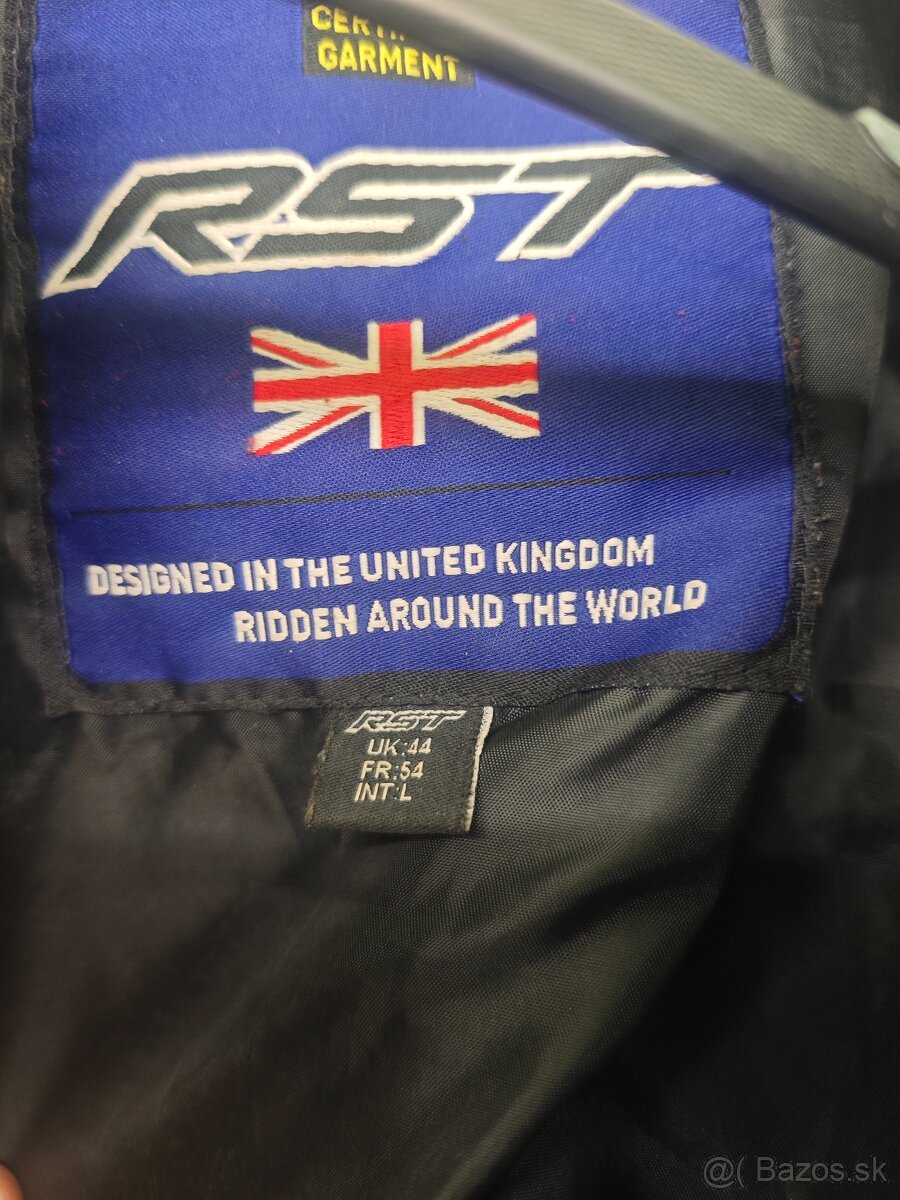 GARMENT
RST
DESIGNED IN THE UNITED KINGDOM
RIDDEN AROUND THE WORLD
RST
UK:44
FR:54
INT:L
@( Bazos.sk